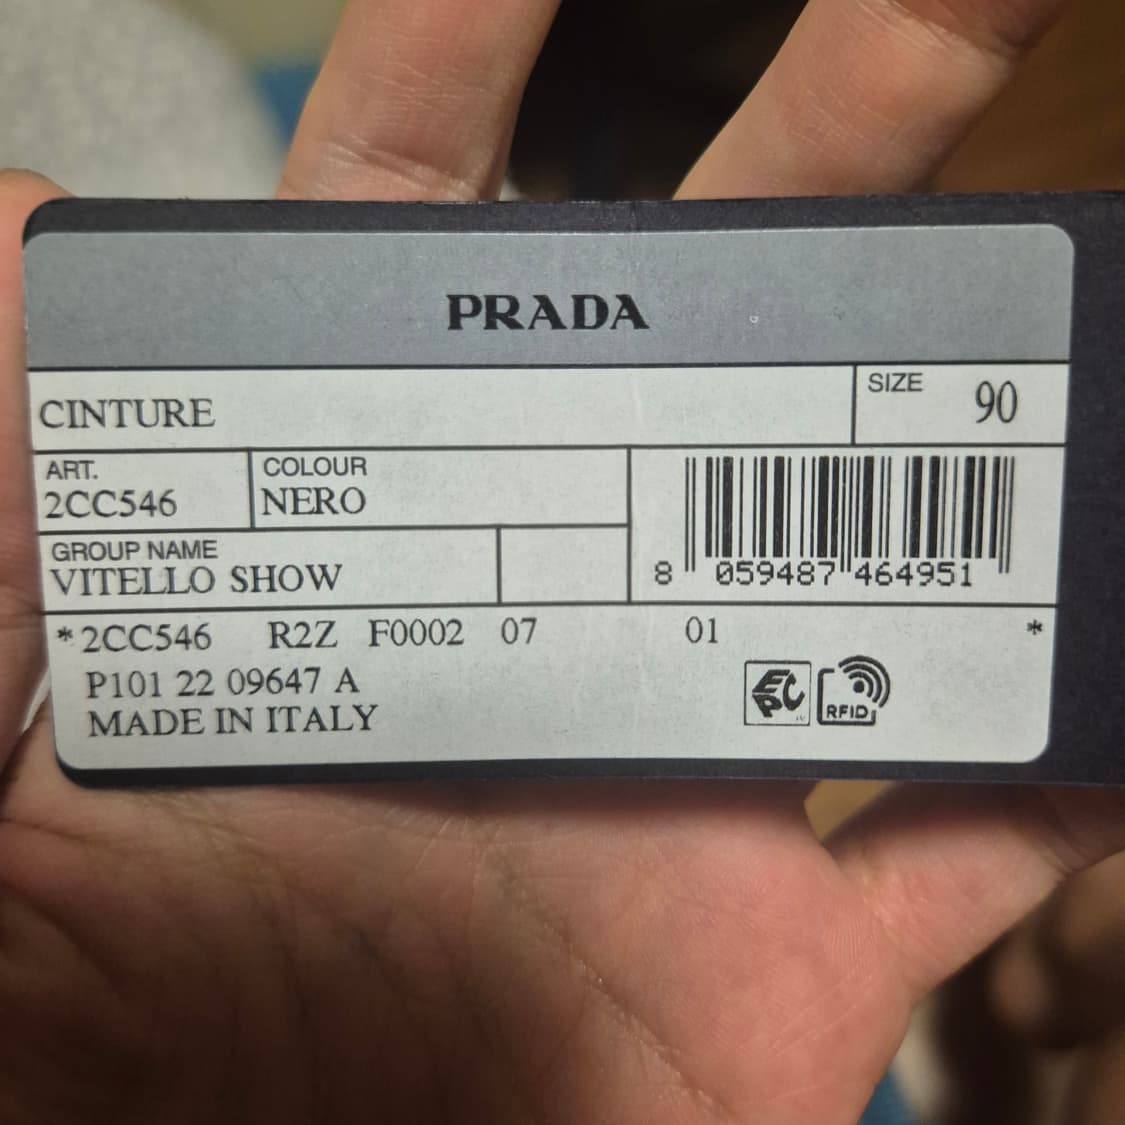 PRADA
CINTURE
SIZE 90
ART.
2CC546
COLOUR
NERO
GROUP NAME
VITELLO SHOW
8 059487 464951
*2CC546 R2Z F0002 07 01 *
P101 22 09647 A
MADE IN ITALY
EPC
RFID